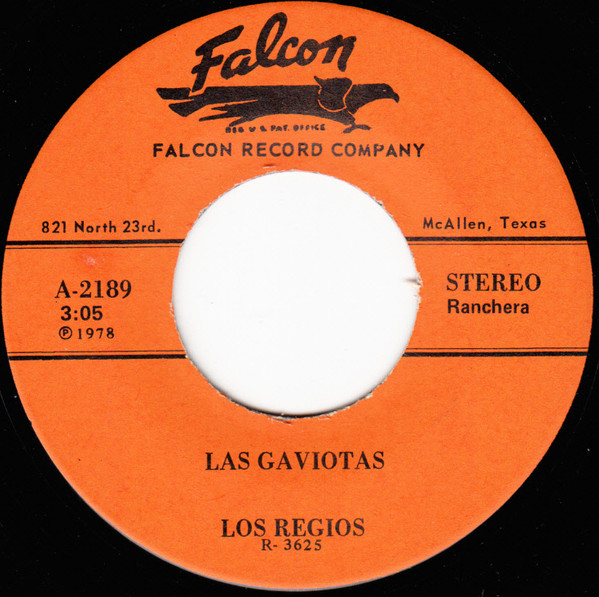 Falcon
REG U S PAT. OFFICE
FALCON RECORD COMPANY
821 North 23rd.
McAllen, Texas
A-2189
3:05
℗ 1978
STEREO
Ranchera
LAS GAVIOTAS
LOS REGIOS
R- 3625